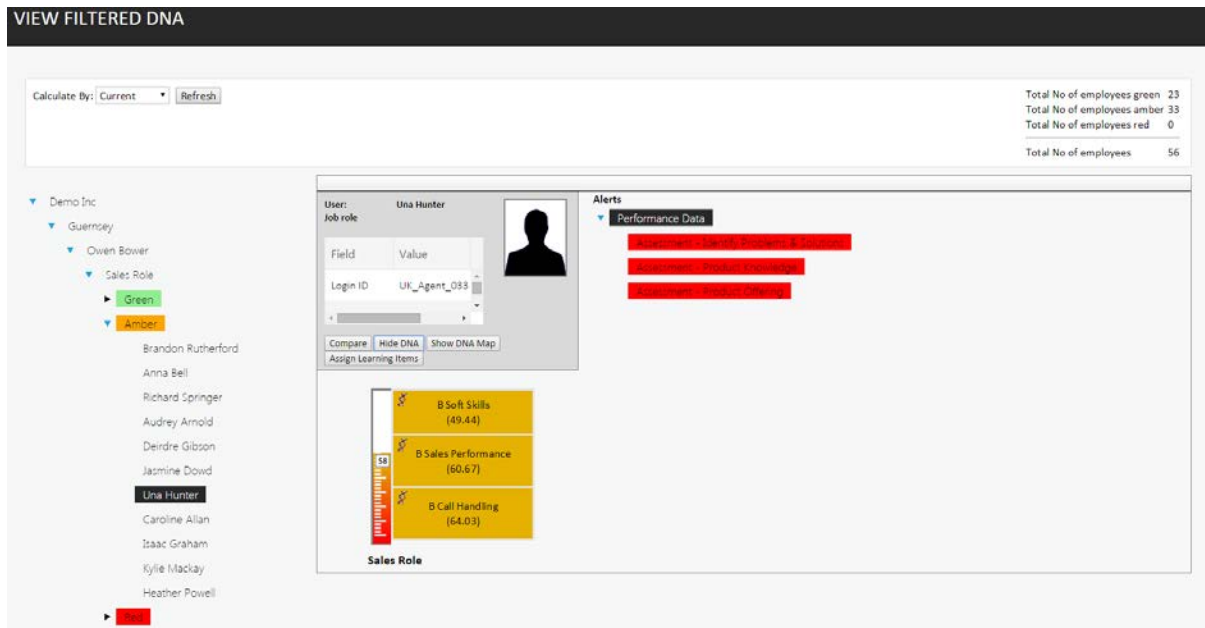 VIEW FILTERED DNA
Calculate By: Current Refresh
Total No of employees green 23
Total No of employees amber 33
Total No of employees red 0
Total No of employees 56
Demo Inc
Guernsey
Owen Bower
Sales Role
Green
Amber
Brandon Rutherford
Anna Bell
Richard Springer
Audrey Arnold
Deirdre Gibson
Jasmine Dowd
Una Hunter
Caroline Allan
Isaac Graham
Kylie Mackay
Heather Powell
Red
User: Una Hunter
Job role
Field Value
Login ID UK_Agent_033
Compare Hide DNA Show DNA Map
Assign Learning Items
Alerts
Performance Data
Assessment - Identify Problems & Solutions
Assessment - Product Knowledge
Assessment - Product Offering
58
B Soft Skills
(49.44)
B Sales Performance
(60.67)
B Call Handling
(64.03)
Sales Role